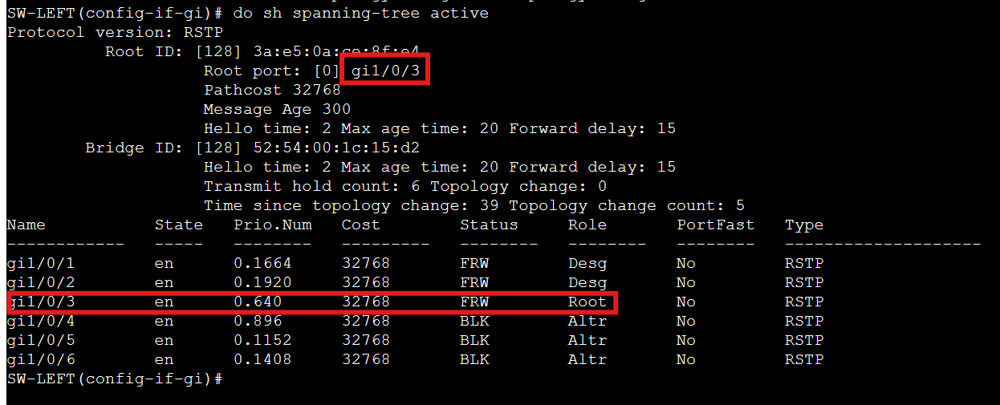 SW-LEFT(config-if-gi)# do sh spanning-tree active
Protocol version: RSTP
Root ID: [128] 3a:e5:0a:ce:8f:e4
Root port: [0] gi1/0/3
Pathcost 32768
Message Age 300
Hello time: 2 Max age time: 20 Forward delay: 15
Bridge ID: [128] 52:54:00:1c:15:d2
Hello time: 2 Max age time: 20 Forward delay: 15
Transmit hold count: 6 Topology change: 0
Time since topology change: 39 Topology change count: 5
Name State Prio.Num Cost Status Role PortFast Type
------------ ----- -------- --------- -------- -------- -------- --------------------
gi1/0/1 en 0.1664 32768 FRW Desg No RSTP
gi1/0/2 en 0.1920 32768 FRW Desg No RSTP
gi1/0/3 en 0.640 32768 FRW Root No RSTP
gi1/0/4 en 0.896 32768 BLK Altr No RSTP
gi1/0/5 en 0.1152 32768 BLK Altr No RSTP
gi1/0/6 en 0.1408 32768 BLK Altr No RSTP
SW-LEFT(config-if-gi)#